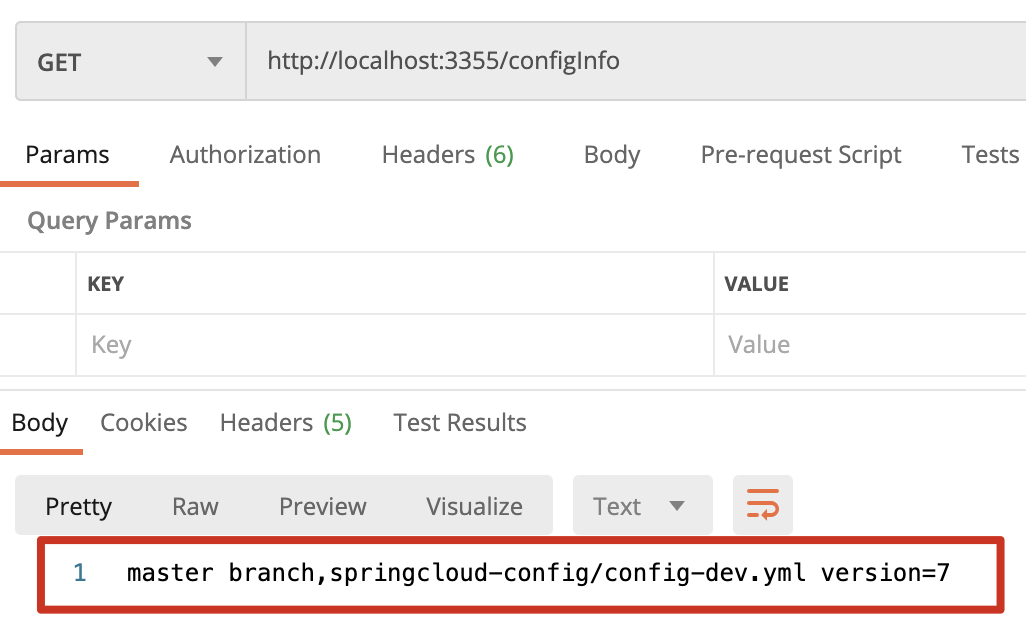 GET http://localhost:3355/configInfo
Params Authorization Headers (6) Body Pre-request Script Tests
Query Params
KEY VALUE
Key Value
Body Cookies Headers (5) Test Results
Pretty Raw Preview Visualize Text
1 master branch,springcloud-config/config-dev.yml version=7